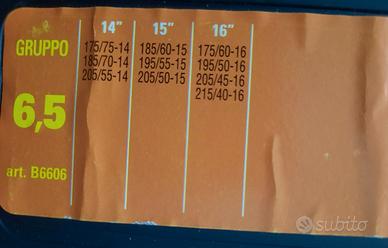 14" 15" 16"
GRUPPO 175/75-14 185/60-15 175/60-16
185/70-14 195/55-15 195/50-16
205/55-14 205/50-15 205/45-16
6,5 215/40-16
art. B6606
subito